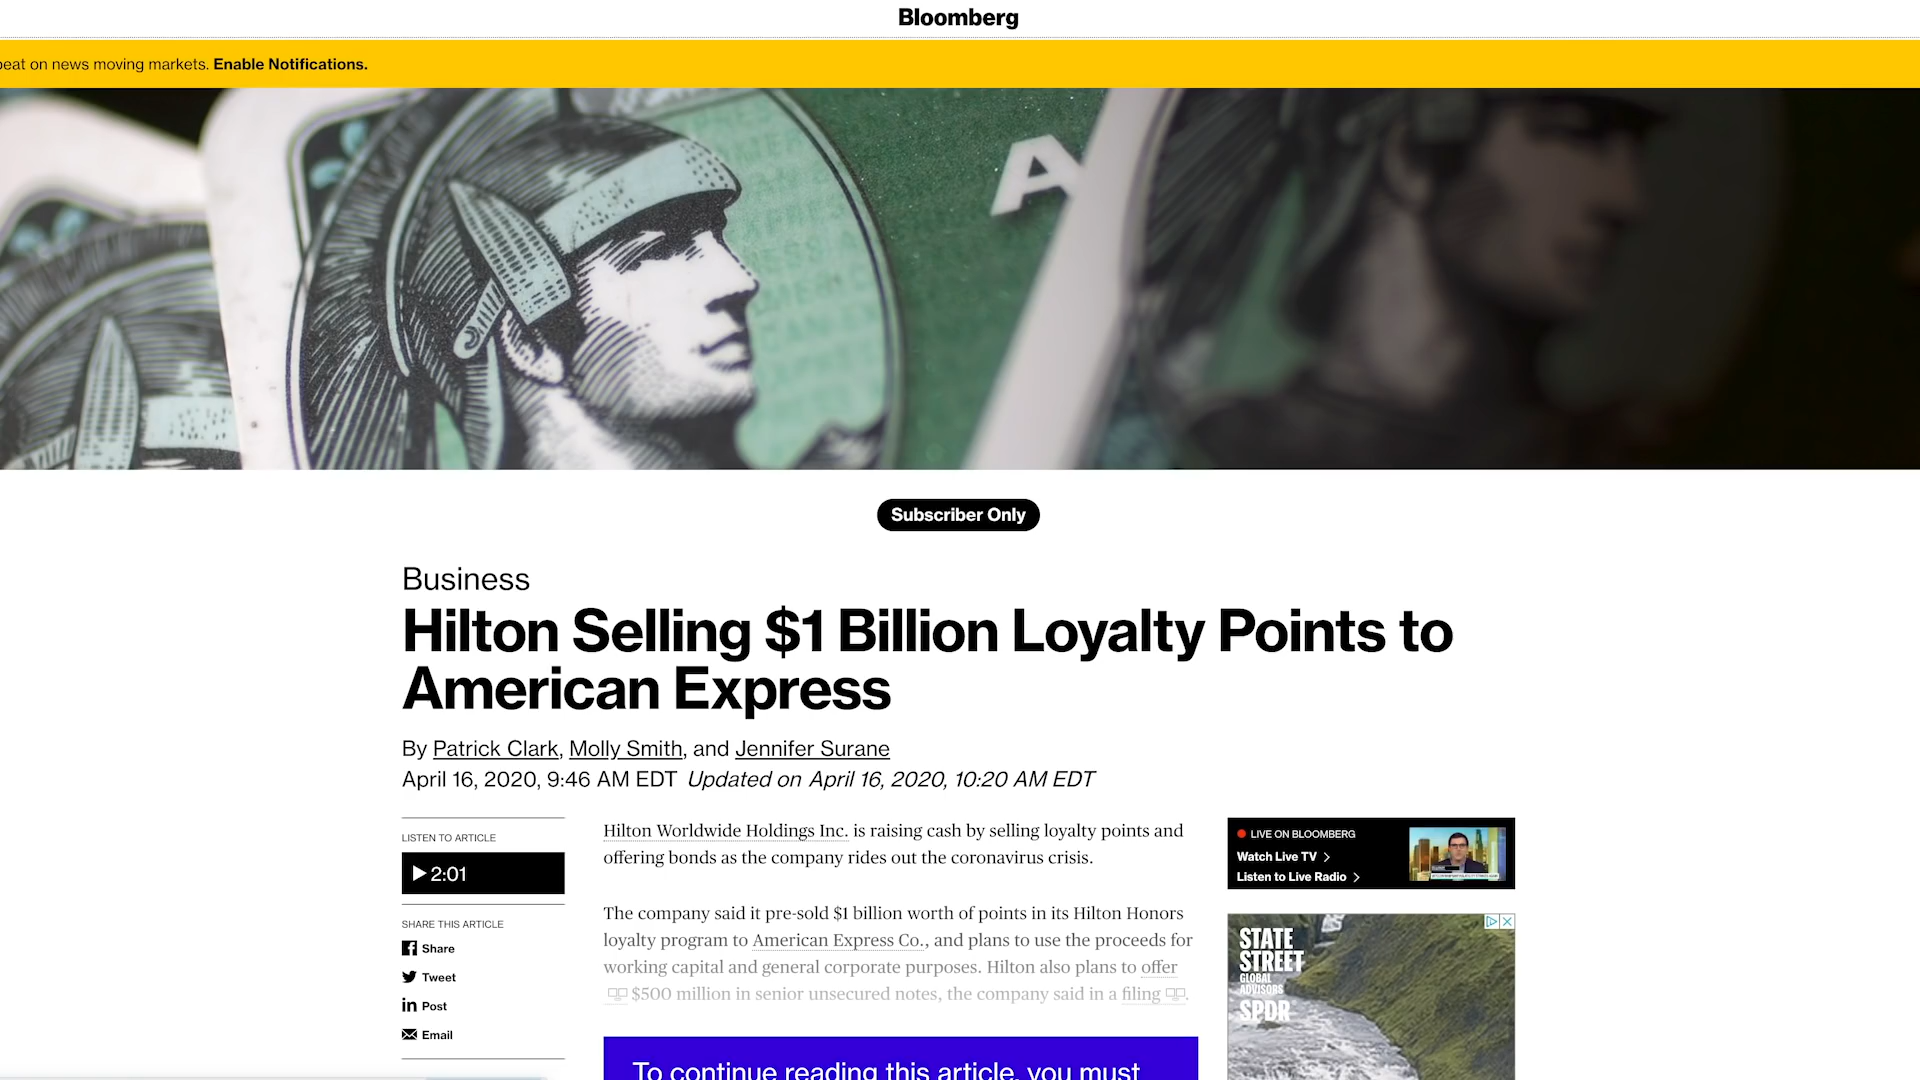 Bloomberg
beat on news moving markets. Enable Notifications.
A
Subscriber Only
Business
Hilton Selling $1 Billion Loyalty Points to
American Express
By Patrick Clark, Molly Smith, and Jennifer Surane
April 16, 2020, 9:46 AM EDT Updated on April 16, 2020, 10:20 AM EDT
LISTEN TO ARTICLE
2:01
SHARE THIS ARTICLE
Share
Tweet
Post
Email
Hilton Worldwide Holdings Inc. is raising cash by selling loyalty points and
offering bonds as the company rides out the coronavirus crisis.
The company said it pre-sold $1 billion worth of points in its Hilton Honors
loyalty program to American Express Co., and plans to use the proceeds for
working capital and general corporate purposes. Hilton also plans to offer
$500 million in senior unsecured notes, the company said in a filing.
To continue reading this article, you must
LIVE ON BLOOMBERG
Watch Live TV
Listen to Live Radio
STATE
STREET
GLOBAL
ADVISORS
SPDR